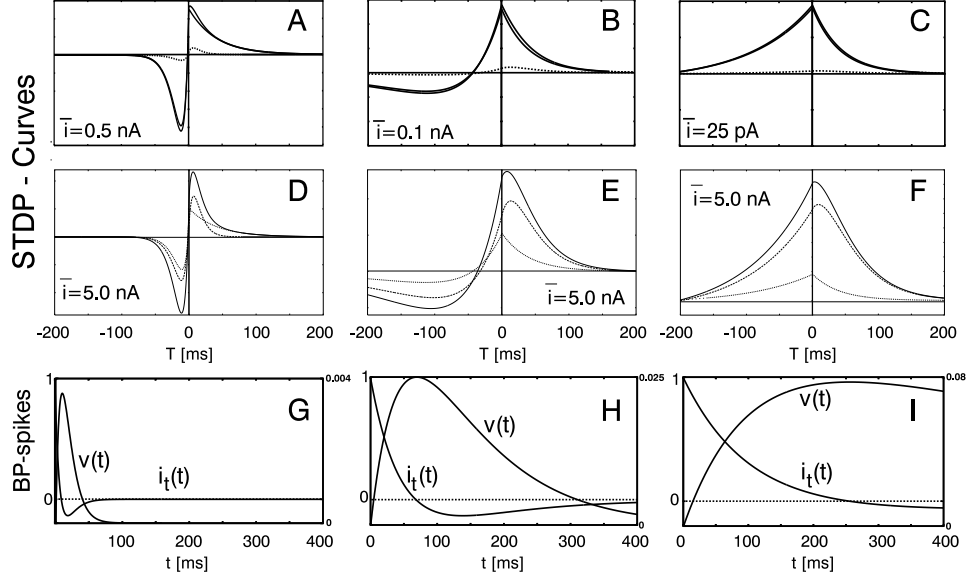 STDP - Curves
A
i=0.5 nA
B
i=0.1 nA
C
i=25 pA
D
i=5.0 nA
E
i=5.0 nA
F
i=5.0 nA
-200 -100 0 100 200
T [ms]
-200 -100 0 100 200
T [ms]
-200 -100 0 100 200
T [ms]
BP-spikes
1
0
0.004
0
G
v(t)
i_t(t)
100 200 300 400
t [ms]
1
0
0.025
0
H
v(t)
i_t(t)
0 100 200 300 400
t [ms]
1
0
0.08
0
I
v(t)
i_t(t)
0 100 200 300 400
t [ms]